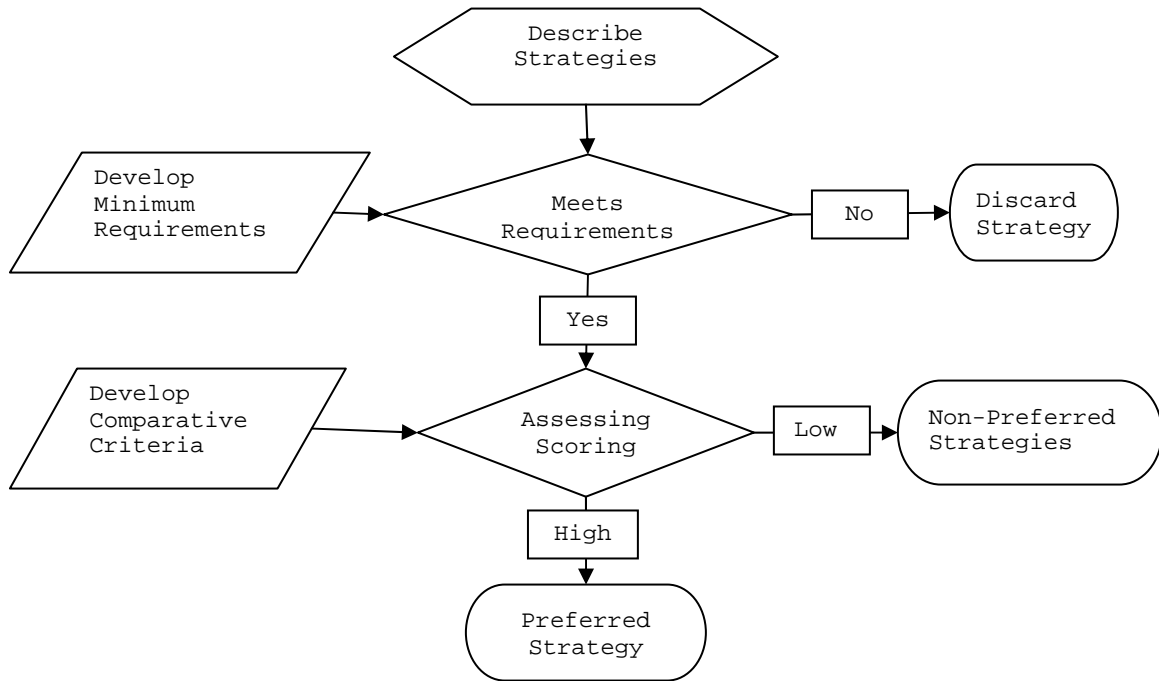 Describe
Strategies
Develop
Minimum
Requirements
Meets
Requirements
No
Discard
Strategy
Yes
Develop
Comparative
Criteria
Assessing
Scoring
Low
Non-Preferred
Strategies
High
Preferred
Strategy